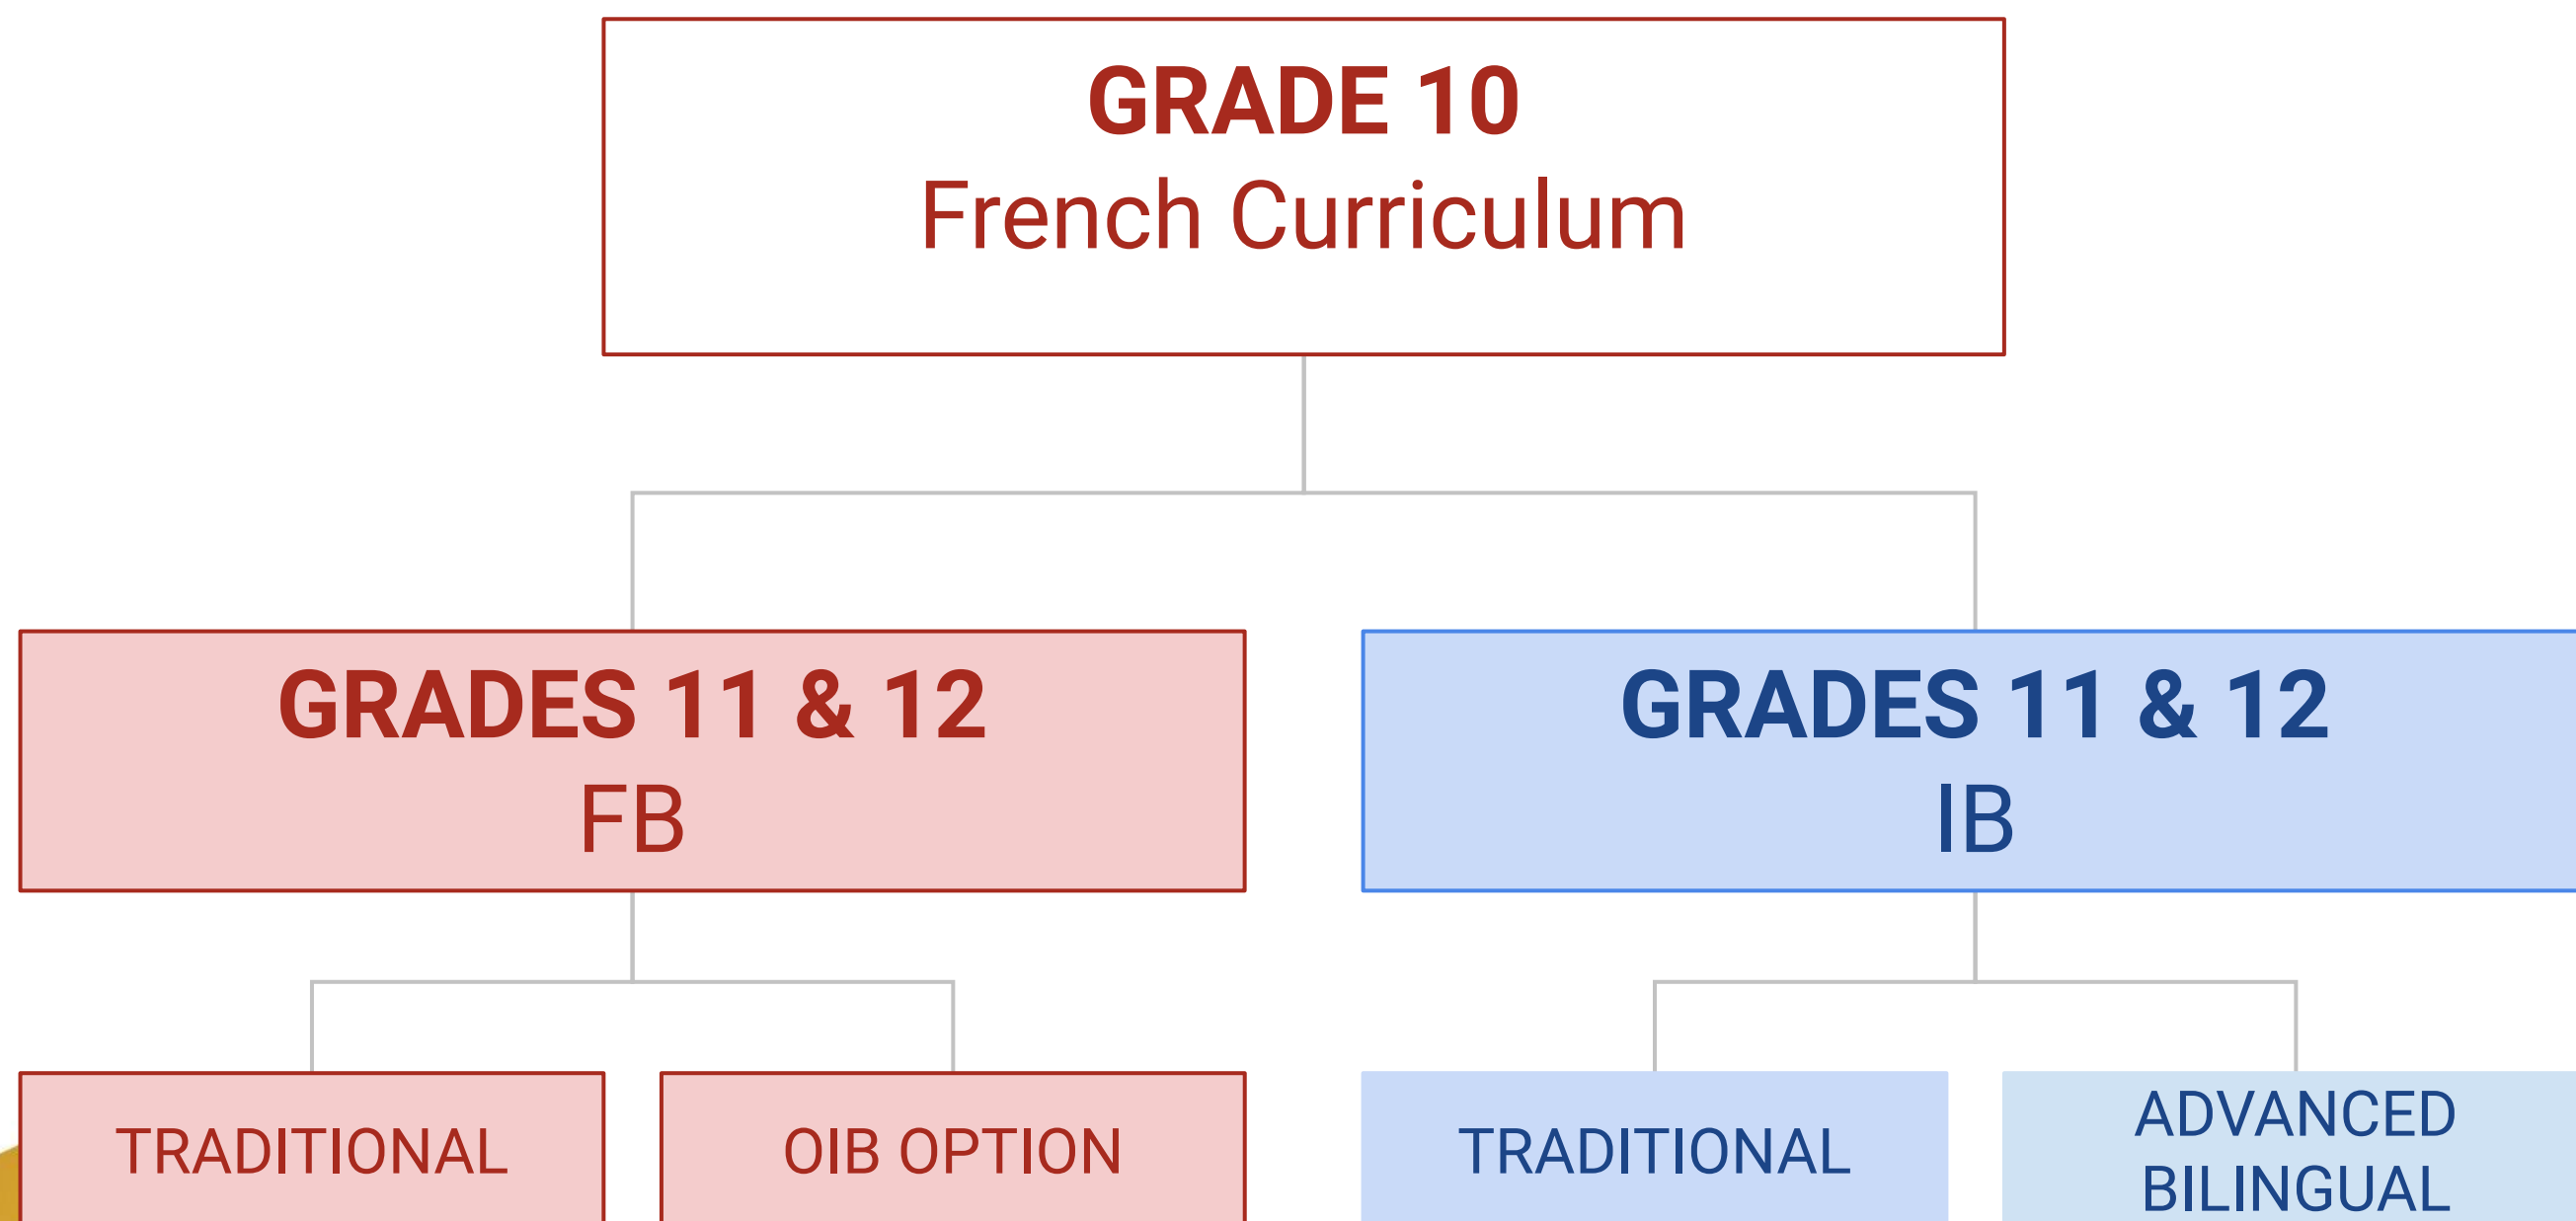 GRADE 10
French Curriculum
GRADES 11 & 12
FB
GRADES 11 & 12
IB
TRADITIONAL
OIB OPTION
TRADITIONAL
ADVANCED
BILINGUAL